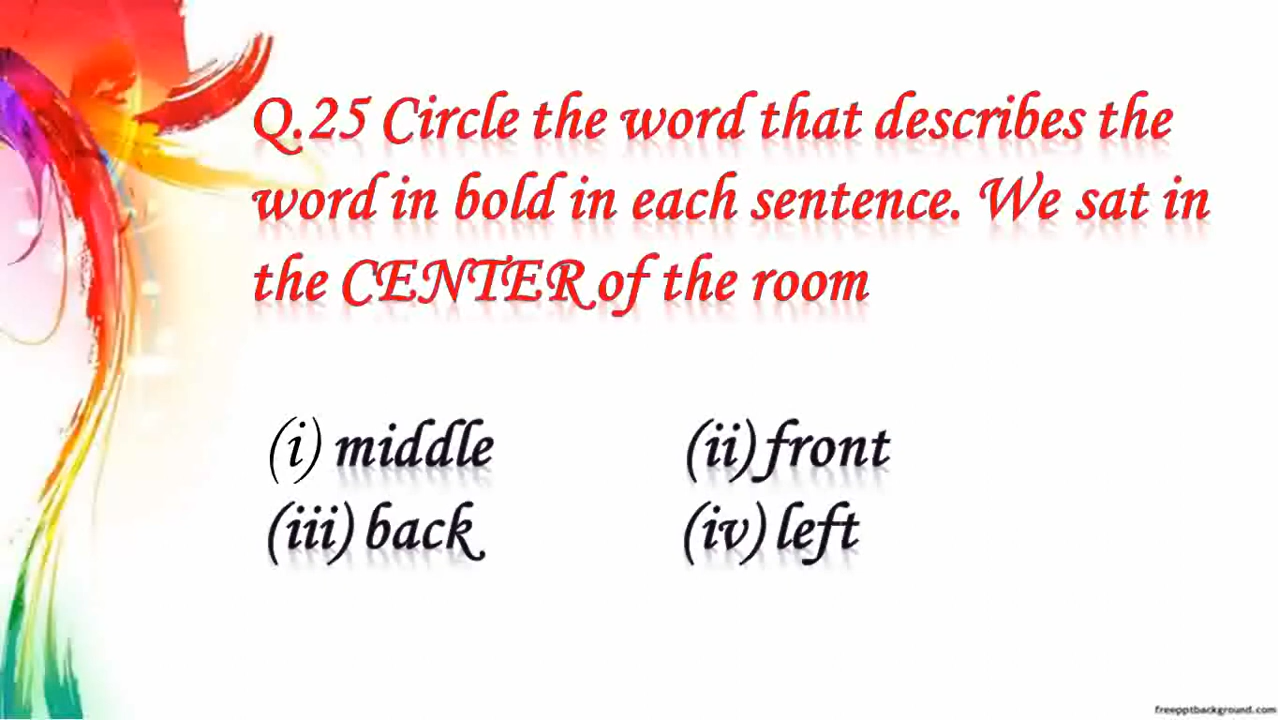 Q.25 Circle the word that describes the
word in bold in each sentence. We sat in
the CENTER of the room
(i) middle (ii) front
(iii) back (iv) left
freepptbackground.com